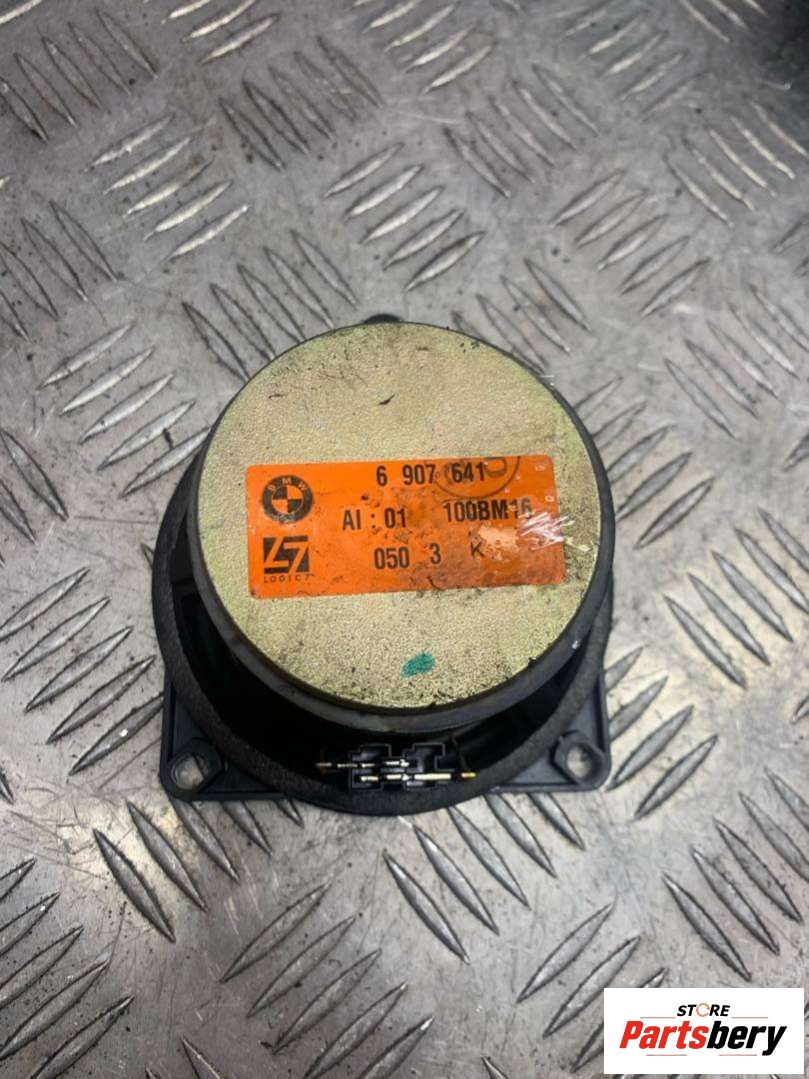 BMW
6 907 641
AI : 01 100BM16
LOGIC7
050 3 K
STORE
Partsbery